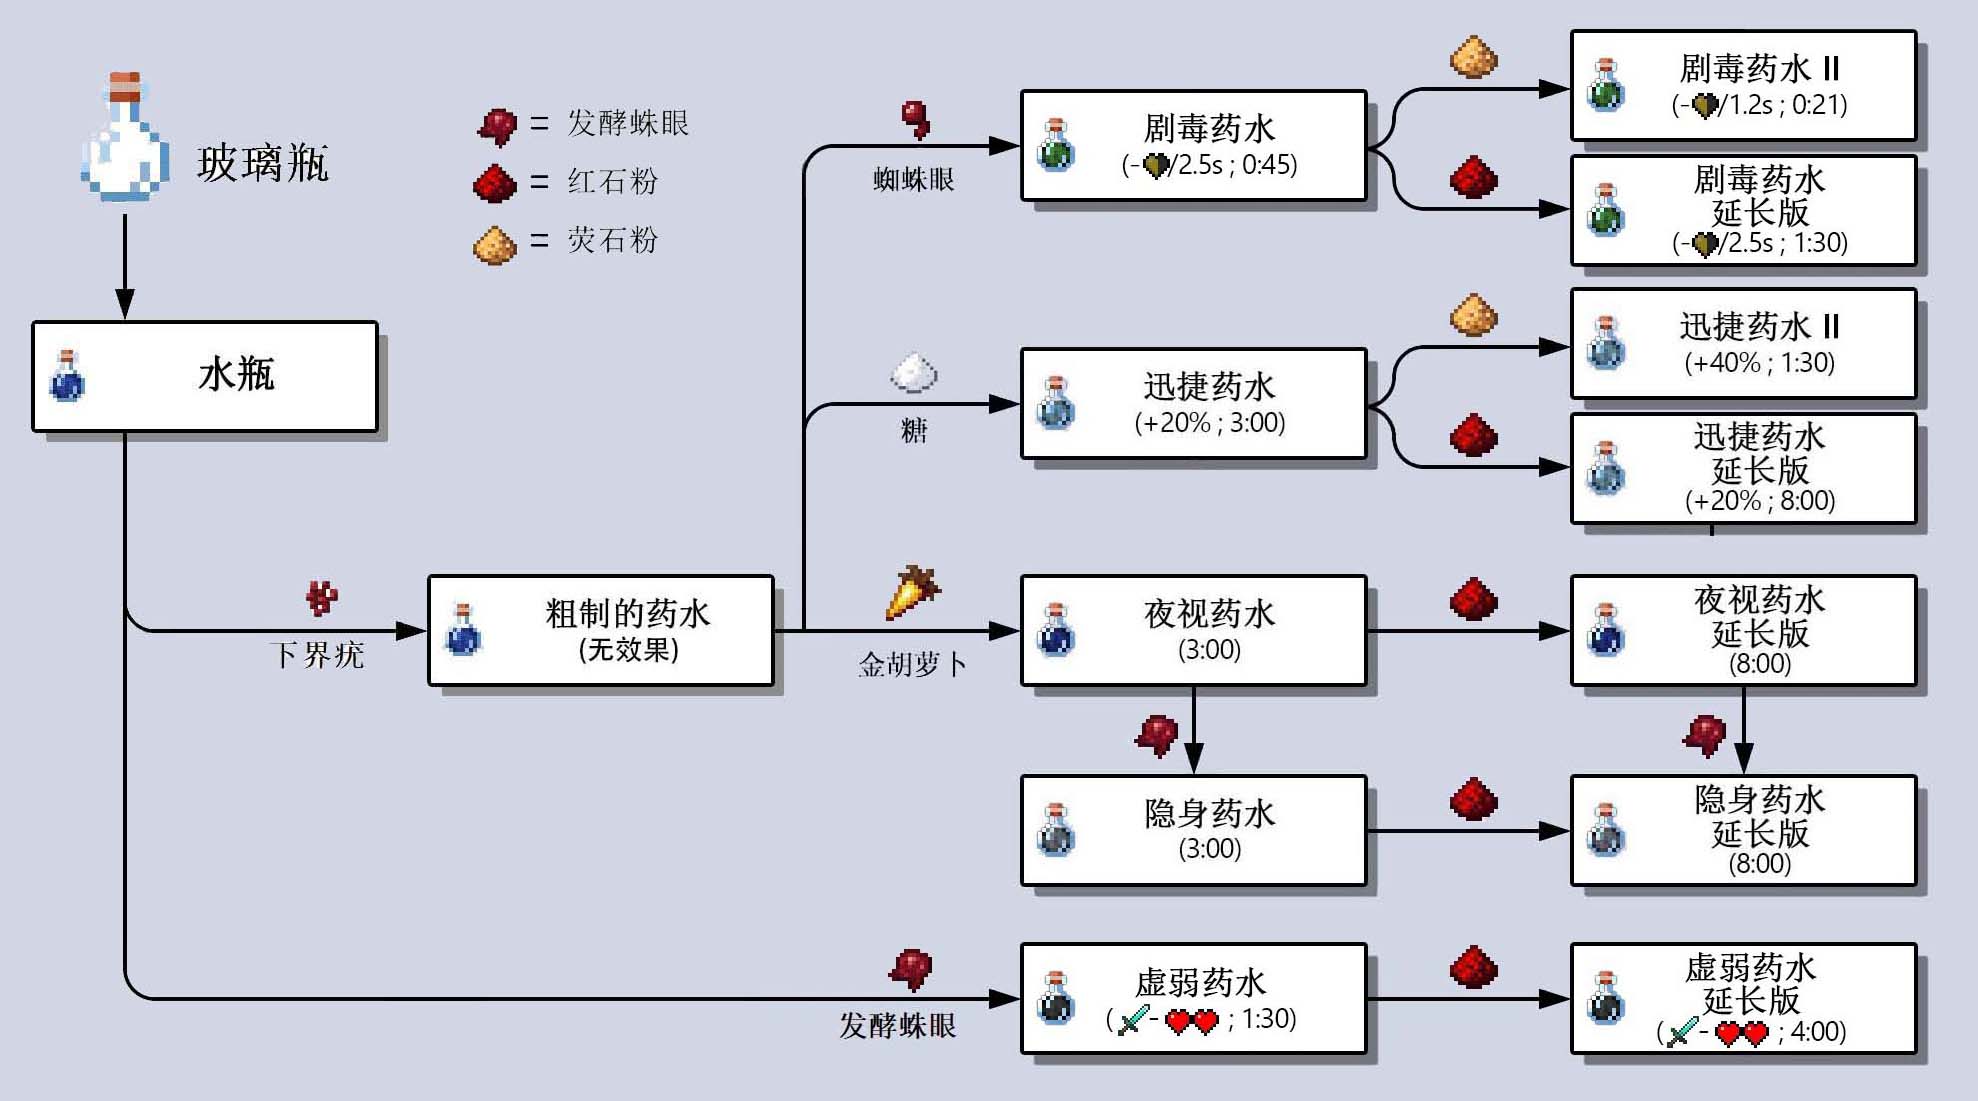 玻璃瓶
= 发酵蛛眼
= 红石粉
= 荧石粉
水瓶
下界疣
粗制的药水
(无效果)
蜘蛛眼
剧毒药水
(-/2.5s ; 0:45)
剧毒药水 II
(-/1.2s ; 0:21)
剧毒药水
延长版
(-/2.5s ; 1:30)
糖
迅捷药水
(+20% ; 3:00)
迅捷药水 II
(+40% ; 1:30)
迅捷药水
延长版
(+20% ; 8:00)
金胡萝卜
夜视药水
(3:00)
夜视药水
延长版
(8:00)
隐身药水
(3:00)
隐身药水
延长版
(8:00)
发酵蛛眼
虚弱药水
( - ; 1:30)
虚弱药水
延长版
( - ; 4:00)